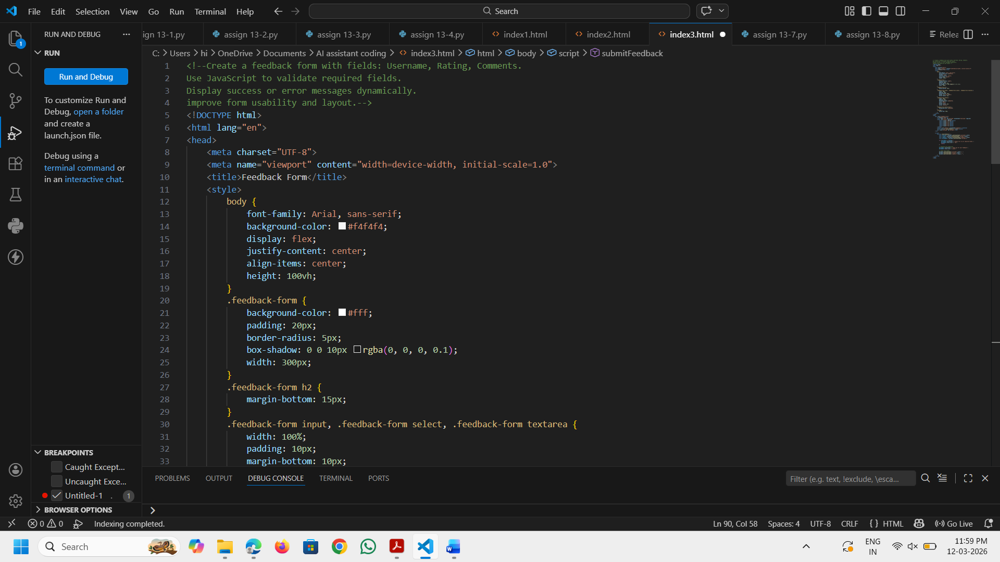 File Edit Selection View Go Run Terminal Help
Search
1
RUN AND DEBUG
ign 13-1.py
assign 13-2.py
assign 13-3.py
assign 13-4.py
index1.html
index2.html
index3.html
assign 13-7.py
assign 13-8.py
Relea
RUN
C: > Users > hi > OneDrive > Documents > AI assistant coding > index3.html > html > body > script > submitFeedback
Run and Debug
To customize Run and
Debug, open a folder
and create a
launch.json file.
Debug using a
terminal command or
in an interactive chat.
1 <!--Create a feedback form with fields: Username, Rating, Comments.
2 Use JavaScript to validate required fields.
3 Display success or error messages dynamically.
4 improve form usability and layout.-->
5 <!DOCTYPE html>
6 <html lang="en">
7 <head>
8     <meta charset="UTF-8">
9     <meta name="viewport" content="width=device-width, initial-scale=1.0">
10     <title>Feedback Form</title>
11     <style>
12         body {
13             font-family: Arial, sans-serif;
14             background-color: #f4f4f4;
15             display: flex;
16             justify-content: center;
17             align-items: center;
18             height: 100vh;
19         }
20         .feedback-form {
21             background-color: #fff;
22             padding: 20px;
23             border-radius: 5px;
24             box-shadow: 0 0 10px rgba(0, 0, 0, 0.1);
25             width: 300px;
26         }
27         .feedback-form h2 {
28             margin-bottom: 15px;
29         }
30         .feedback-form input, .feedback-form select, .feedback-form textarea {
31             width: 100%;
32             padding: 10px;
33             margin-bottom: 10px;
BREAKPOINTS
Caught Except...
Uncaught Exce...
Untitled-1 . 1
BROWSER OPTIONS
PROBLEMS OUTPUT DEBUG CONSOLE TERMINAL PORTS
Filter (e.g. text, !exclude, \esca...
0 0
Indexing completed.
Ln 90, Col 58 Spaces: 4 UTF-8 CRLF {} HTML Go Live
Search
ENG
IN
11:59 PM
12-03-2026